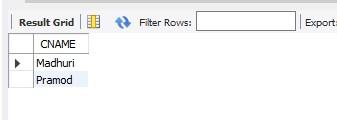 Result Grid Filter Rows: Export:
CNAME
Madhuri
Pramod